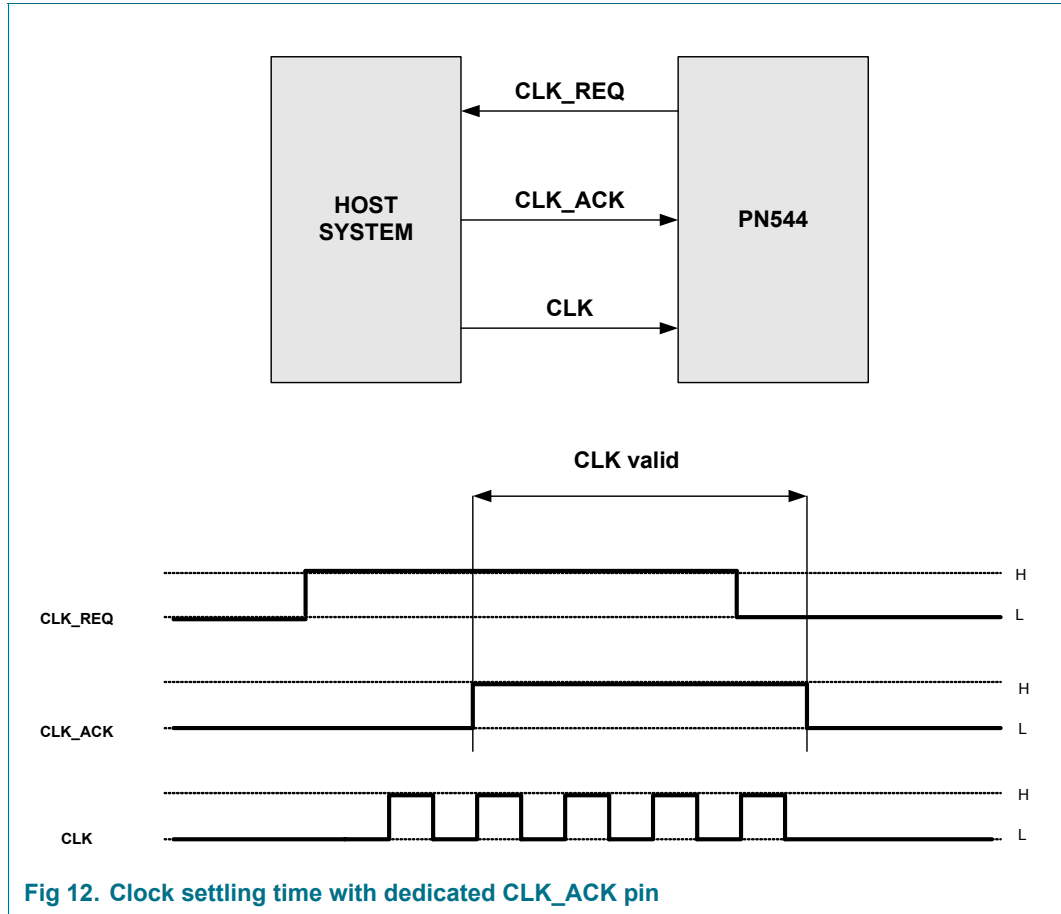 CLK_REQ
HOST
SYSTEM
CLK_ACK
PN544
CLK
CLK valid
H
CLK_REQ
L
H
CLK_ACK
L
H
CLK
L
Fig 12. Clock settling time with dedicated CLK_ACK pin